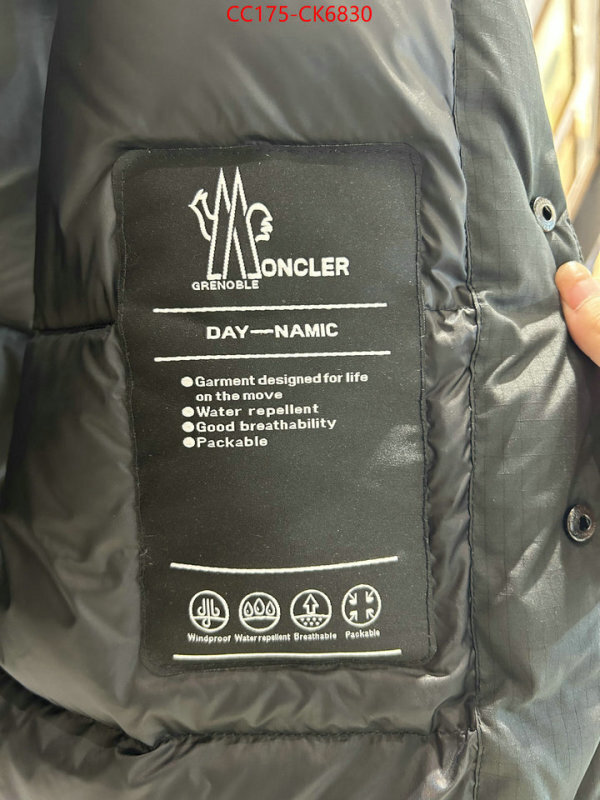 CC175-CK6830
MONCLER
GRENOBLE
DAY—NAMIC
●Garment designed for life
on the move
●Water repellent
●Good breathability
●Packable
Windproof Water repellent Breathable Packable